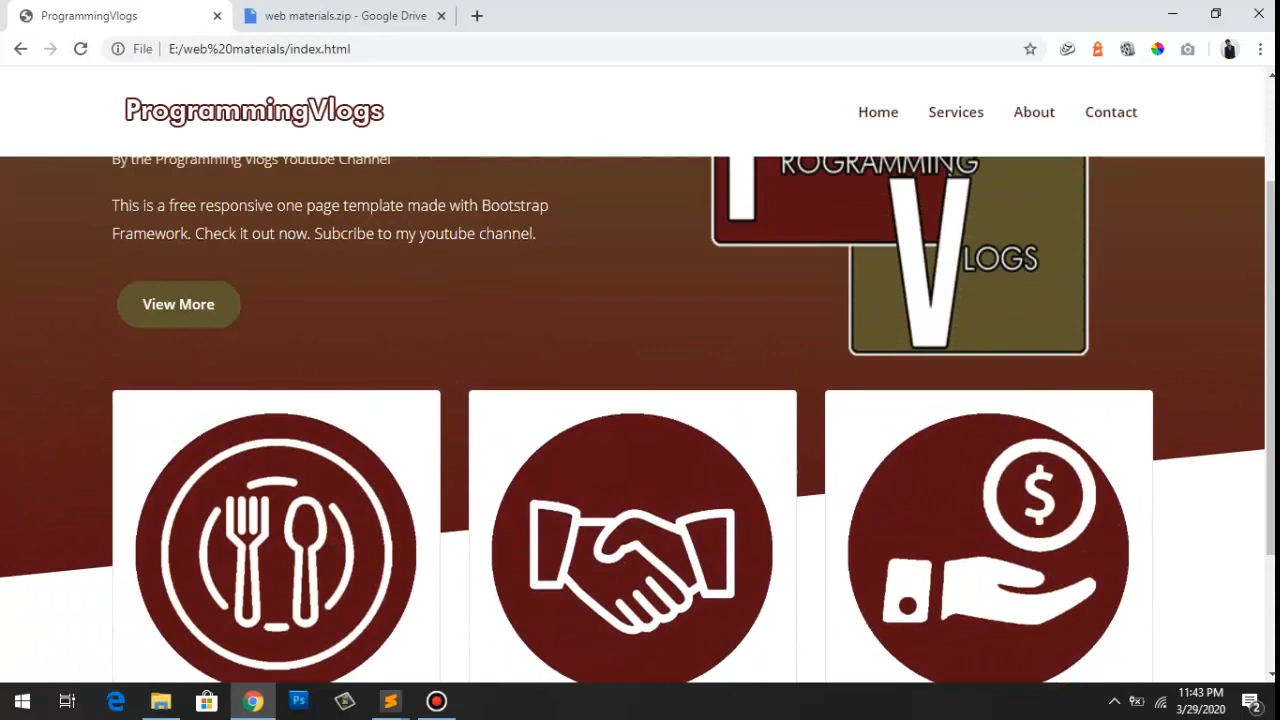 ProgrammingVlogs
web materials.zip - Google Drive
File
E:/web%20materials/index.html
ProgrammingVlogs
Home
Services
About
Contact
By the Programming Vlogs Youtube Channel
This is a free responsive one page template made with Bootstrap
Framework. Check it out now. Subcribe to my youtube channel.
View More
ROGRAMMING
V
LOGS
$
Ps
11:43 PM
3/29/2020
2